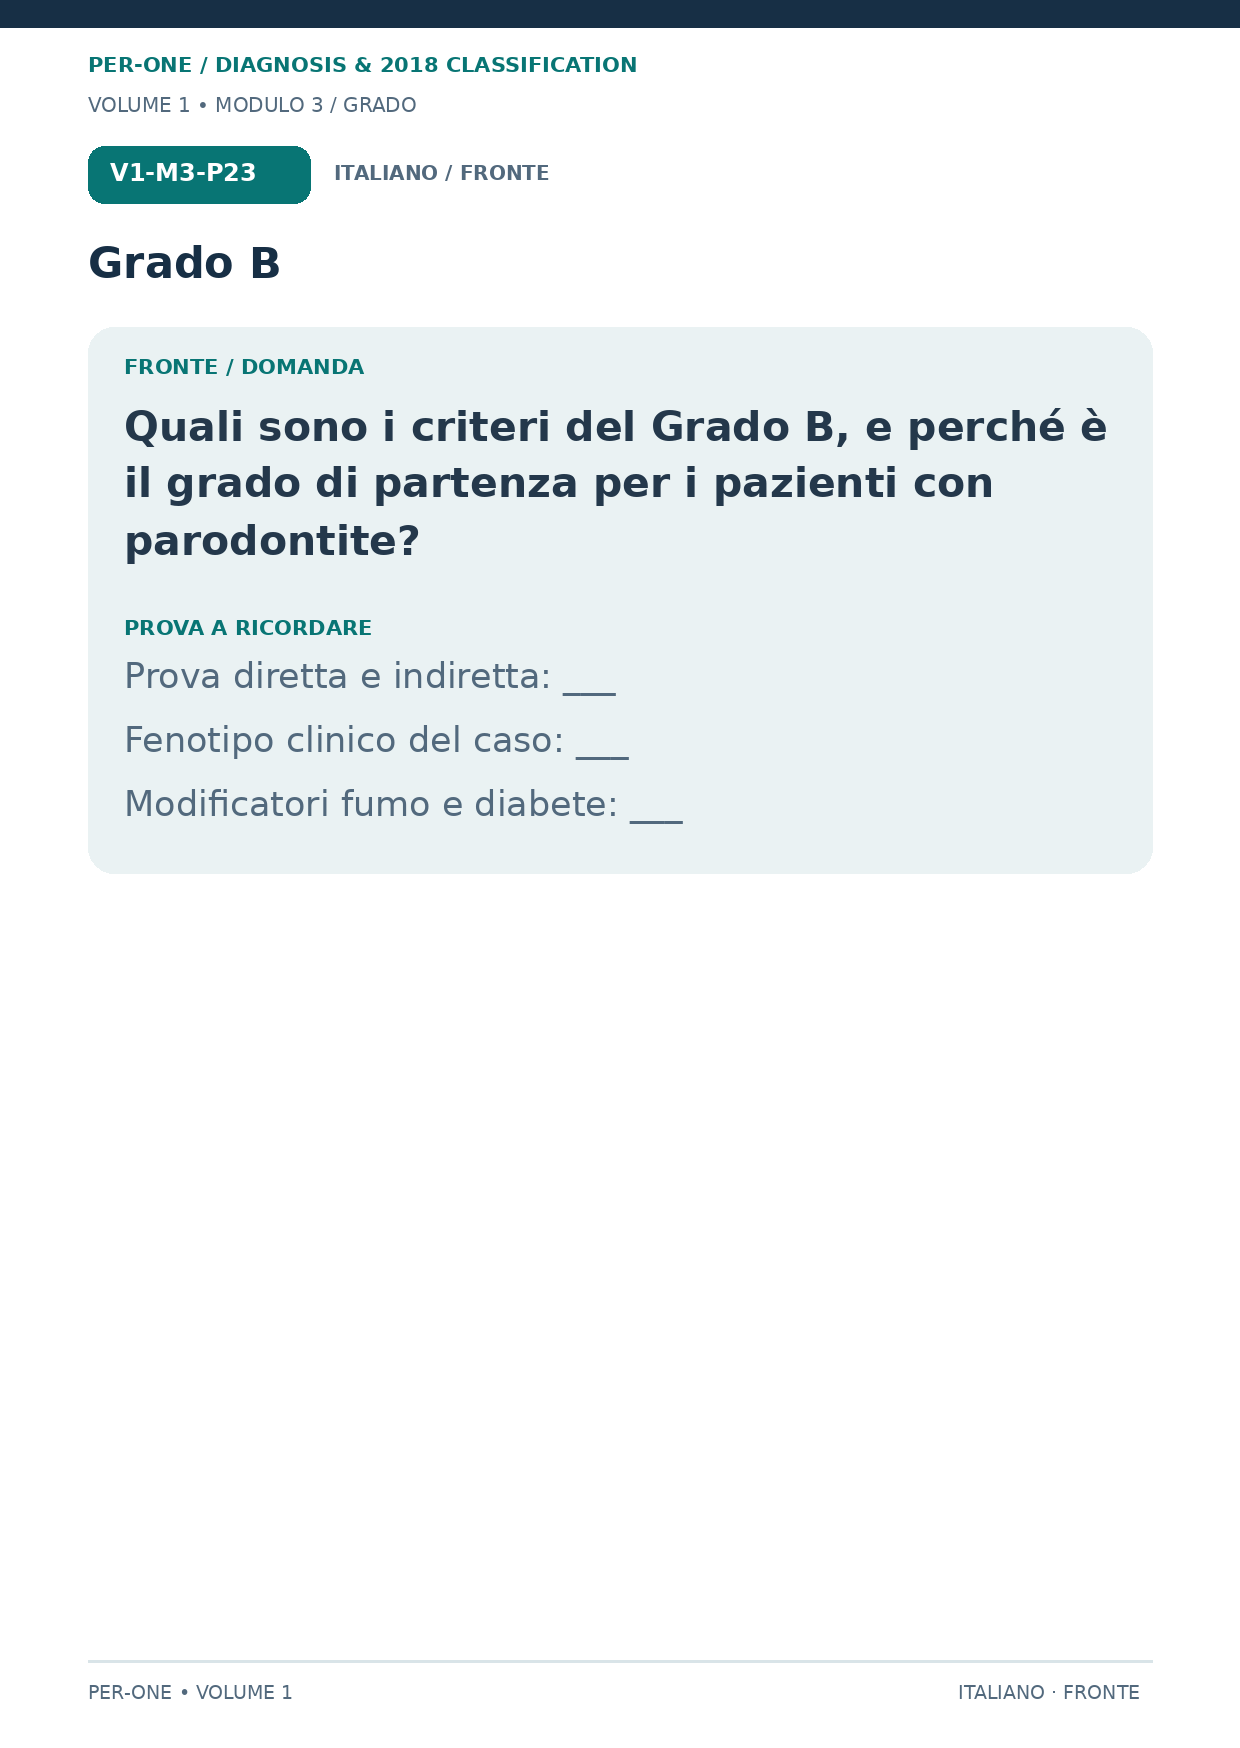 PER-ONE / DIAGNOSIS & 2018 CLASSIFICATION
VOLUME 1 • MODULO 3 / GRADO
V1-M3-P23
ITALIANO / FRONTE
Grado B
FRONTE / DOMANDA
Quali sono i criteri del Grado B, e perché è
il grado di partenza per i pazienti con
parodontite?
PROVA A RICORDARE
Prova diretta e indiretta: ___
Fenotipo clinico del caso: ___
Modificatori fumo e diabete: ___
PER-ONE • VOLUME 1
ITALIANO · FRONTE